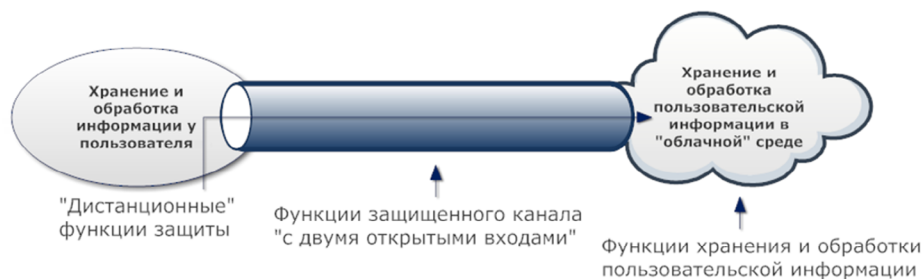 Хранение и
обработка
информации у
пользователя
Хранение и
обработка
пользовательской
информации в
"облачной" среде
"Дистанционные"
функции защиты
Функции защищенного канала
"с двумя открытыми входами"
Функции хранения и обработки
пользовательской информации